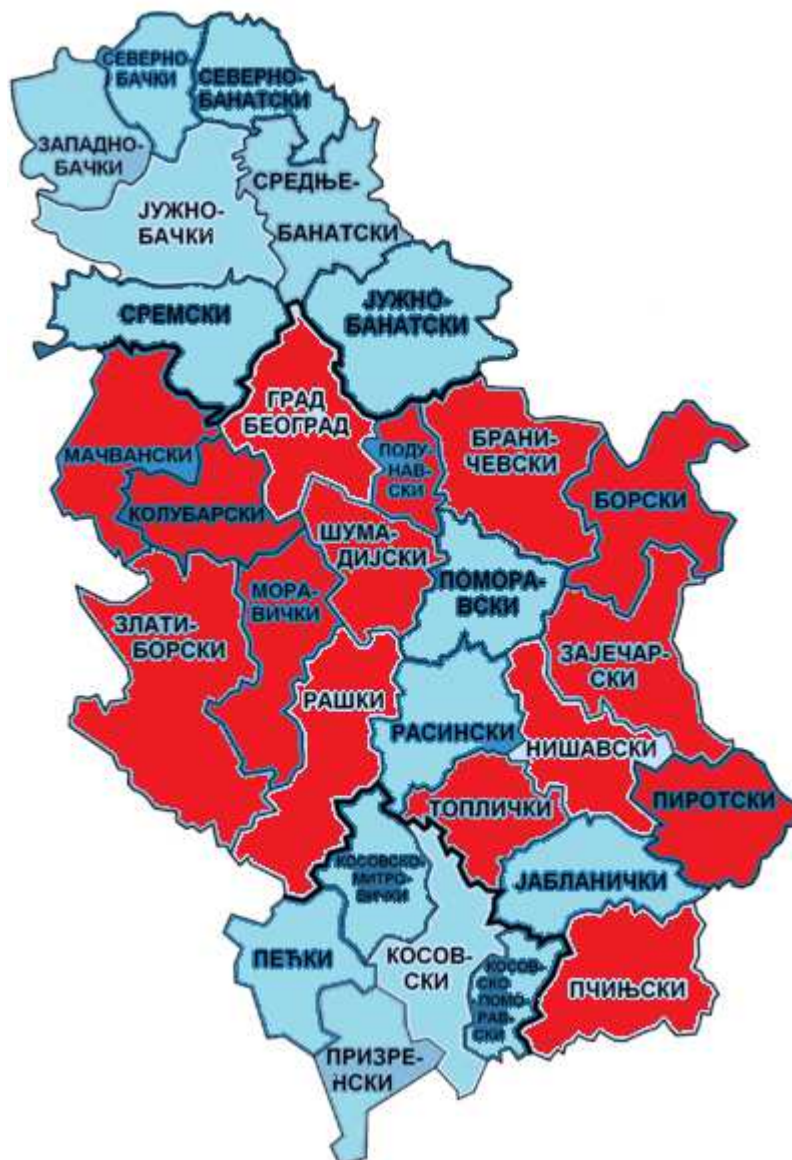 СЕВЕРНО-
БАЧКИ
СЕВЕРНО-
БАНАТСКИ
ЗАПАДНО-
БАЧКИ
СРЕДЊЕ-
БАНАТСКИ
ЈУЖНО-
БАЧКИ
СРЕМСКИ
ЈУЖНО-
БАНАТСКИ
ГРАД
БЕОГРАД
МАЧВАНСКИ
ПОДУ-
НАВ-
СКИ
БРАНИ-
ЧЕВСКИ
БОРСКИ
КОЛУБАРСКИ
ШУМА-
ДИЈСКИ
ПОМОРА-
ВСКИ
МОРА-
ВИЧКИ
ЗЛАТИ-
БОРСКИ
ЗАЈЕЧАР-
СКИ
РАШКИ
РАСИНСКИ
НИШАВСКИ
ТОПЛИЧКИ
ПИРОТСКИ
КОСОВСКО-
МИТРО-
ВИЧКИ
ЈАБЛАНИЧКИ
ПЕЋКИ
КОСОВ-
СКИ
КОСОВ-
СКО
-ПОМО-
РАВ-
СКИ
ПЧИЊСКИ
ПРИЗРЕ-
НСКИ